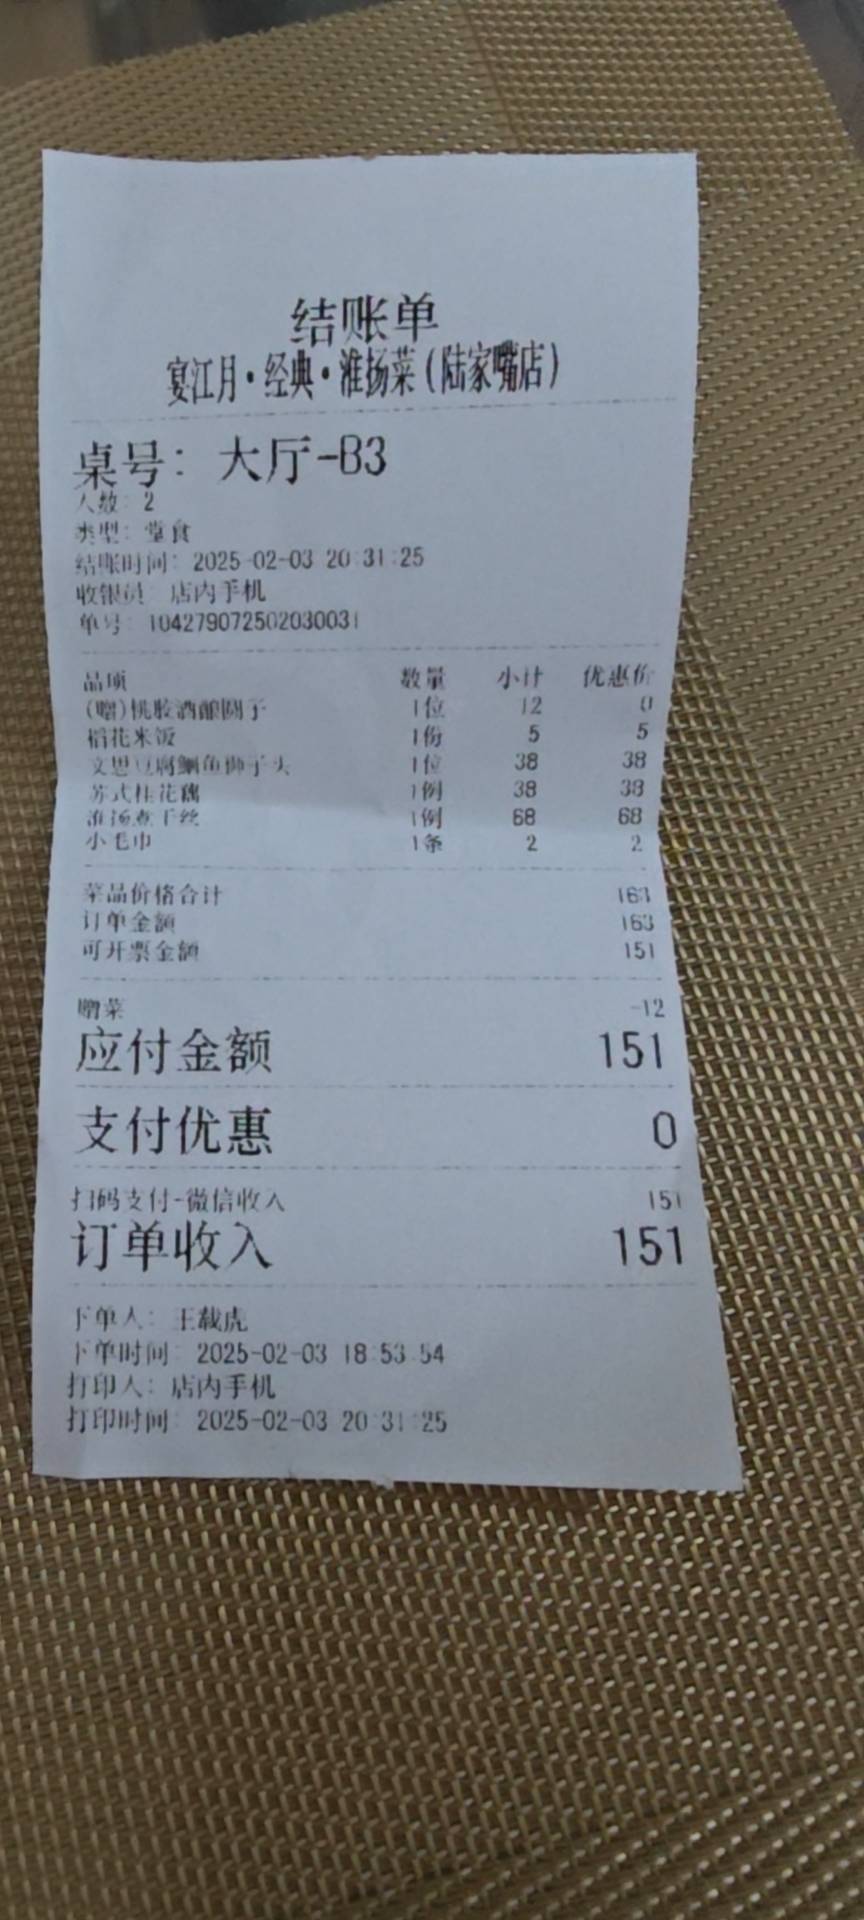 结账单
宴江月·经典·淮扬菜(陆家嘴店)
桌号: 大厅-B3
人数: 2
类型: 堂食
结账时间: 2025-02-03 20:31:25
收银员: 店内手机
单号: 104279072502030031
品项 数量 小计 优惠价
(赠)桃胶酒酿圆子 1位 12 0
稻花米饭 1份 5 5
文思豆腐鮰鱼狮子头 1位 38 38
苏式桂花藕 1例 38 38
淮扬煮干丝 1例 68 68
小毛巾 1条 2 2
菜品价格合计 163
订单金额 163
可开票金额 151
赠菜 -12
应付金额 151
支付优惠 0
扫码支付-微信收入 151
订单收入 151
下单人: 王载虎
下单时间: 2025-02-03 18:53:54
打印人: 店内手机
打印时间: 2025-02-03 20:31:25